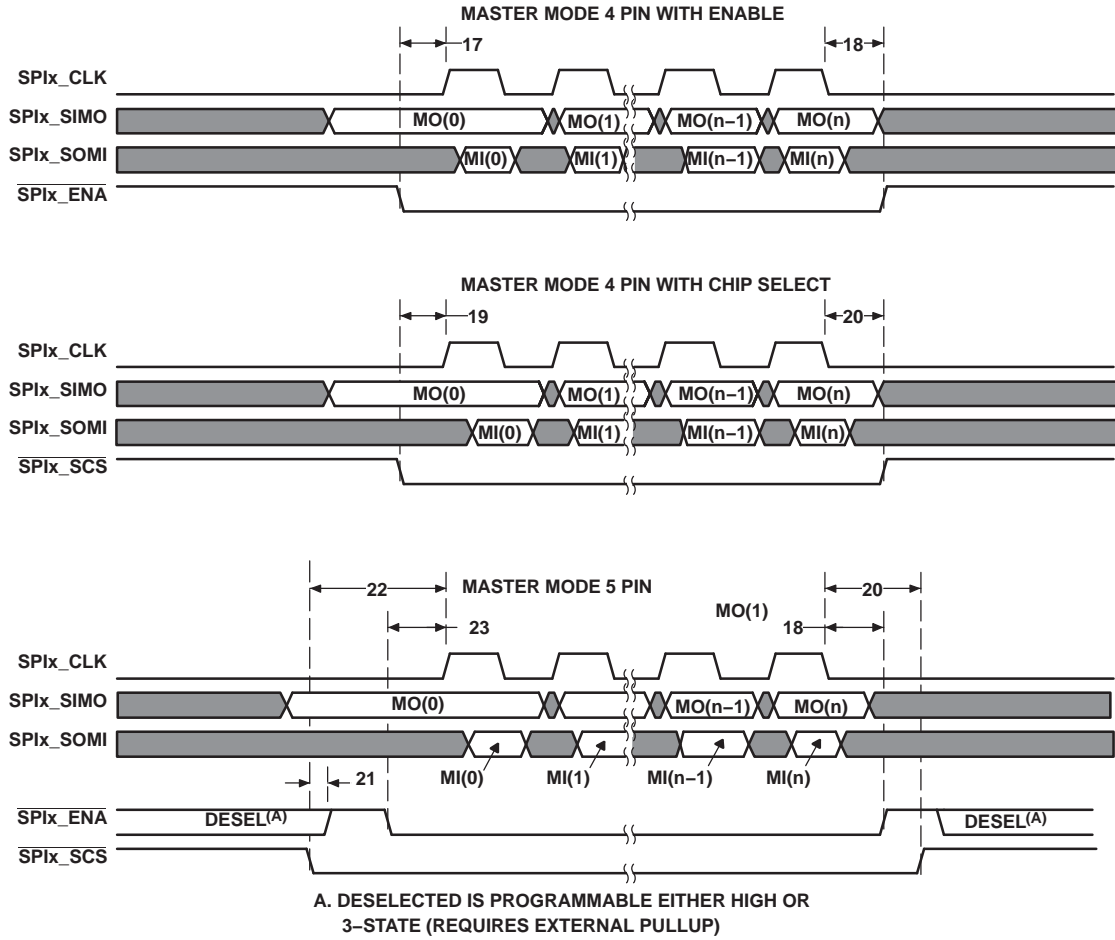 MASTER MODE 4 PIN WITH ENABLE
17
18
SPIx_CLK
SPIx_SIMO
MO(0)
MO(1)
MO(n−1)
MO(n)
SPIx_SOMI
MI(0)
MI(1)
MI(n−1)
MI(n)
SPIx_ENA
MASTER MODE 4 PIN WITH CHIP SELECT
19
20
SPIx_CLK
SPIx_SIMO
MO(0)
MO(1)
MO(n−1)
MO(n)
SPIx_SOMI
MI(0)
MI(1)
MI(n−1)
MI(n)
SPIx_SCS
22
MASTER MODE 5 PIN
20
MO(1)
23
18
SPIx_CLK
SPIx_SIMO
MO(0)
MO(n−1)
MO(n)
SPIx_SOMI
MI(0)
MI(1)
MI(n−1)
MI(n)
21
SPIx_ENA
DESEL(A)
DESEL(A)
SPIx_SCS
A. DESELECTED IS PROGRAMMABLE EITHER HIGH OR
3−STATE (REQUIRES EXTERNAL PULLUP)